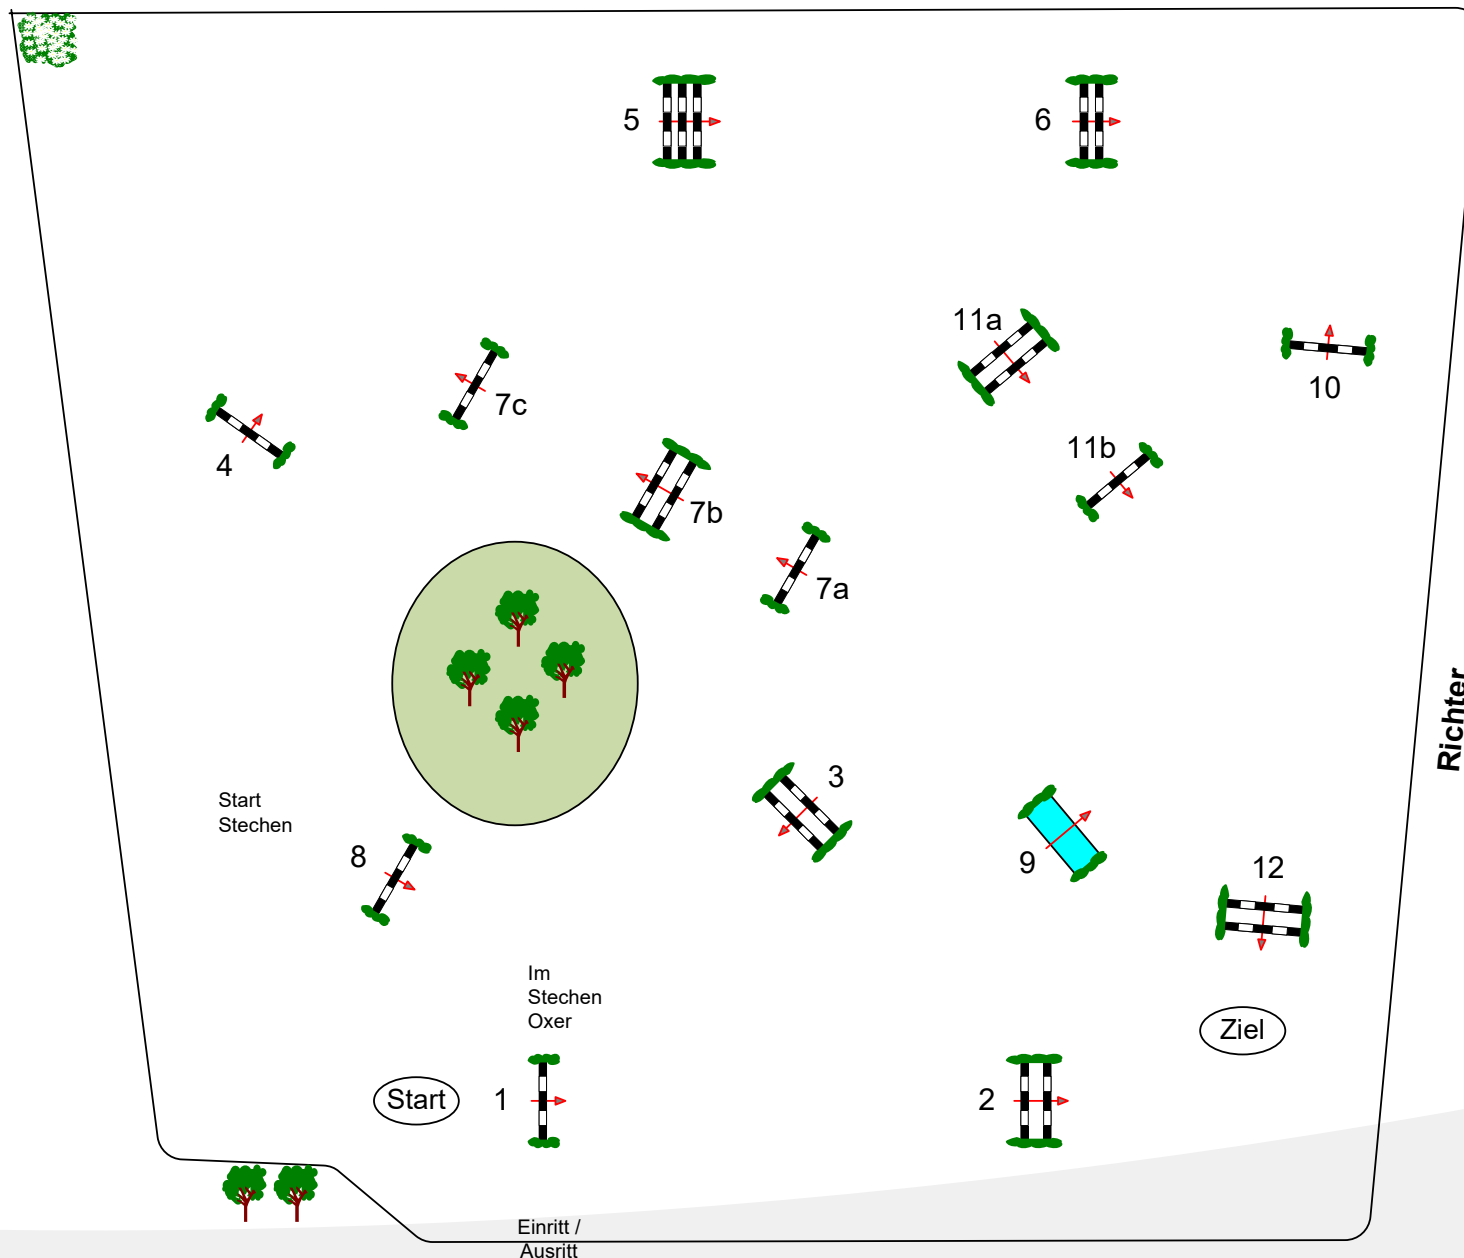 5
6
11a
10
7c
4
11b
7b
7a
Richter
3
Start
Stechen
8
9
12
Im
Stechen
Oxer
Ziel
Start
1
2
Einritt /
Ausritt